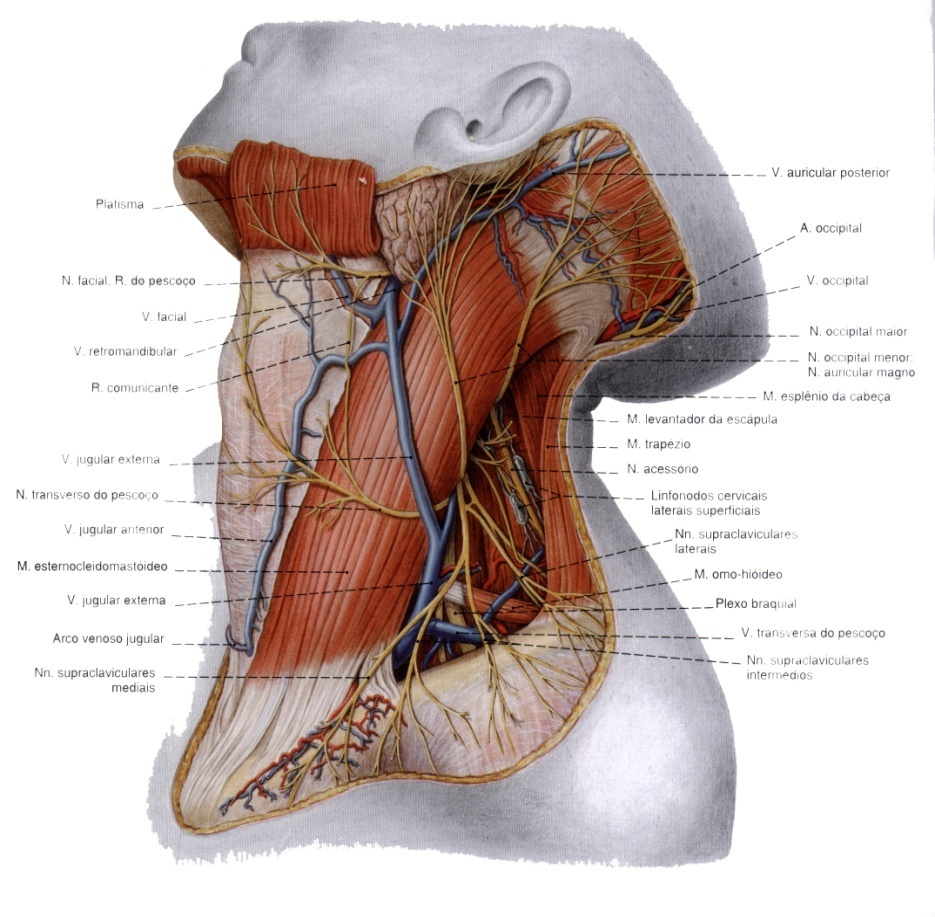 Platisma
N. facial, R. do pescoço
V. facial
V. retromandibular
R. comunicante
V. jugular externa
N. transverso do pescoço
V. jugular anterior
M. esternocleidomastóideo
V. jugular externa
Arco venoso jugular
Nn. supraclaviculares
mediais
V. auricular posterior
A. occipital
V. occipital
N. occipital maior
N. occipital menor:
N. auricular magno
M. esplênio da cabeça
M. levantador da escápula
M. trapézio
N. acessório
Linfonodos cervicais
laterais superficiais
Nn. supraclaviculares
laterais
M. omo-hióideo
Plexo braquial
V. transversa do pescoço
Nn. supraclaviculares
intermédios